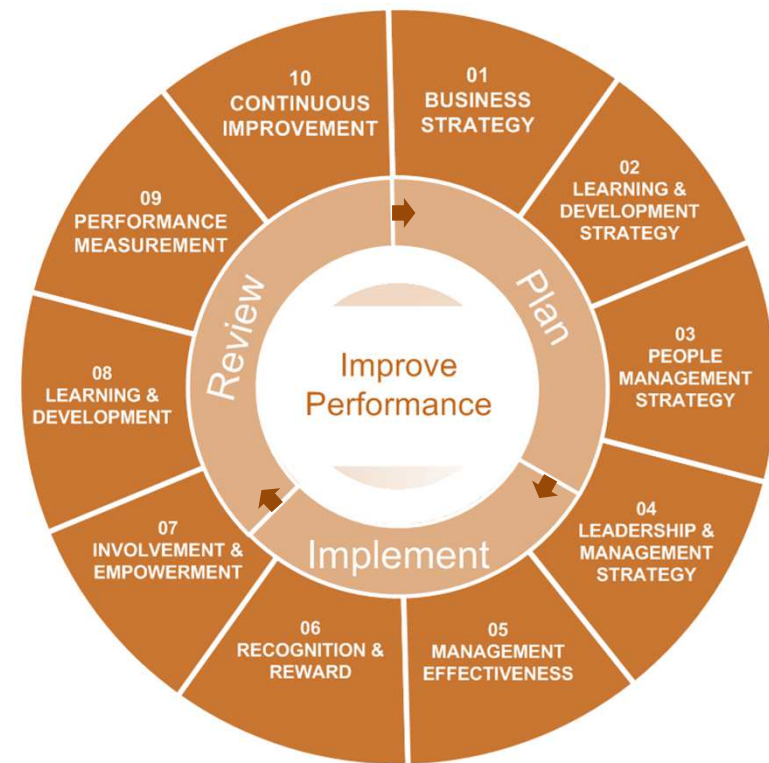 01
BUSINESS
STRATEGY
02
LEARNING &
DEVELOPMENT
STRATEGY
03
PEOPLE
MANAGEMENT
STRATEGY
04
LEADERSHIP &
MANAGEMENT
STRATEGY
05
MANAGEMENT
EFFECTIVENESS
06
RECOGNITION &
REWARD
07
INVOLVEMENT &
EMPOWERMENT
08
LEARNING &
DEVELOPMENT
09
PERFORMANCE
MEASUREMENT
10
CONTINUOUS
IMPROVEMENT
Plan
Implement
Review
Improve
Performance